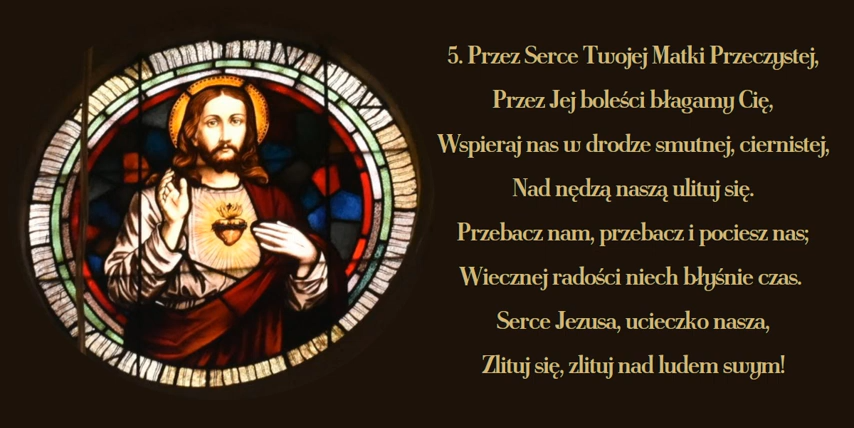 5. Przez Serce Twojej Matki Przeczystej,
Przez Jej boleści błagamy Cię,
Wspieraj nas w drodze smutnej, ciernistej,
Nad nędzą naszą ulituj się.
Przebacz nam, przebacz i pociesz nas;
Wiecznej radości niech błyśnie czas.
Serce Jezusa, ucieczko nasza,
Zlituj się, zlituj nad ludem swym!